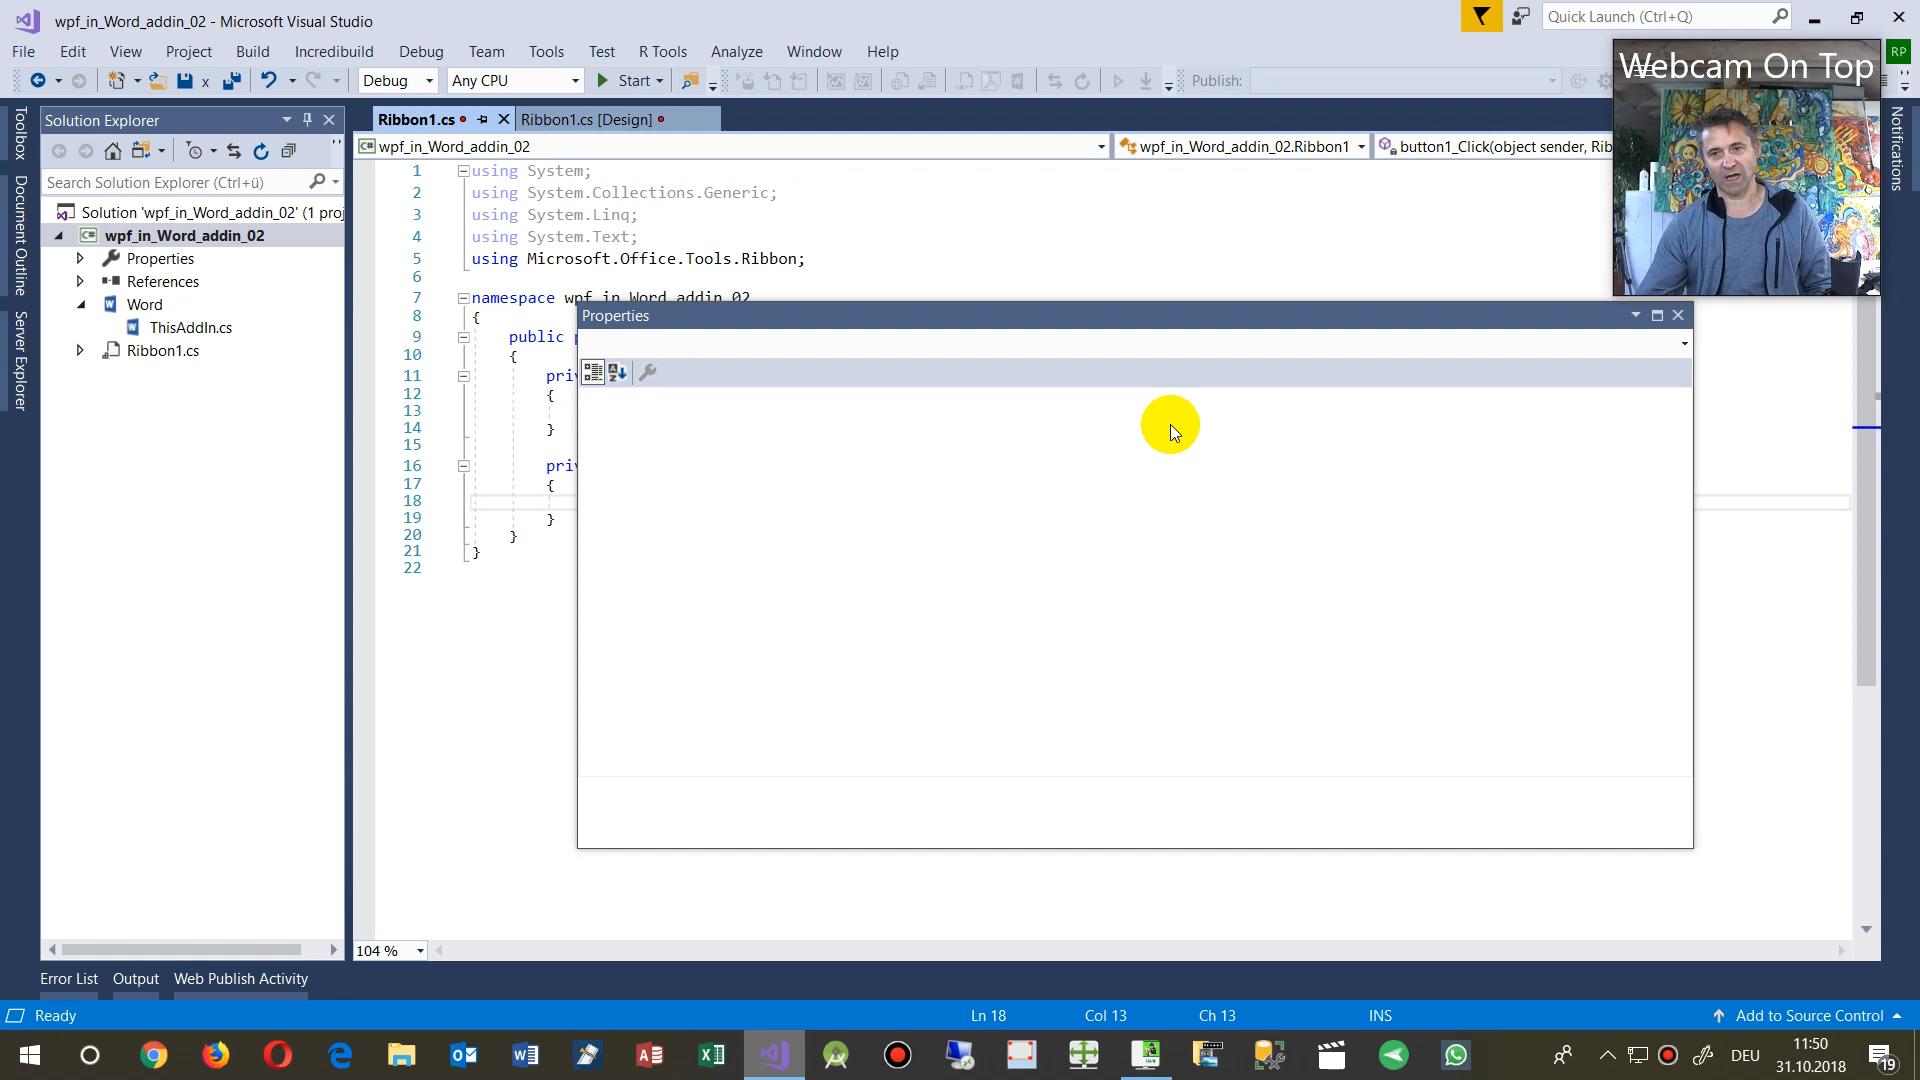 wpf_in_Word_addin_02 - Microsoft Visual Studio
Quick Launch (Ctrl+Q)
File Edit View Project Build Incredibuild Debug Team Tools Test R Tools Analyze Window Help
RP
Debug Any CPU Start Publish:
Webcam On Top
Toolbox
Document Outline
Server Explorer
Notifications
Solution Explorer
Search Solution Explorer (Ctrl+ü)
Solution 'wpf_in_Word_addin_02' (1 proj
wpf_in_Word_addin_02
Properties
References
Word
ThisAddIn.cs
Ribbon1.cs
Ribbon1.cs Ribbon1.cs [Design]
wpf_in_Word_addin_02 wpf_in_Word_addin_02.Ribbon1 button1_Click(object sender, Rib
1 using System;
2 using System.Collections.Generic;
3 using System.Linq;
4 using System.Text;
5 using Microsoft.Office.Tools.Ribbon;
6
7 namespace wpf_in_Word_addin_02
8 {
9 public p
10 {
11 priv
12 {
13
14 }
15
16 priv
17 {
18
19 }
20 }
21 }
22
Properties
104 %
Error List Output Web Publish Activity
Ready Ln 18 Col 13 Ch 13 INS Add to Source Control
DEU
11:50
31.10.2018
19